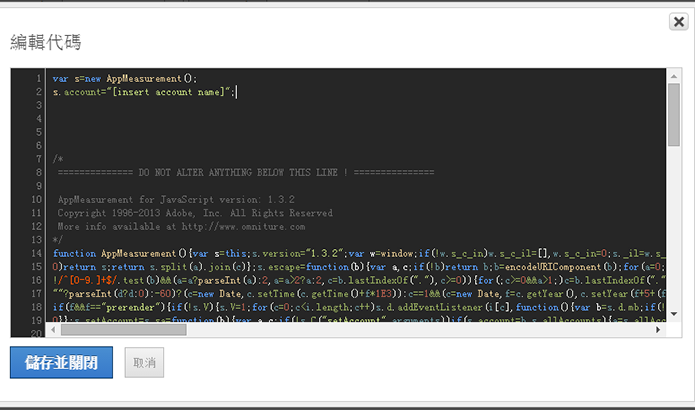 編輯代碼
1 var s=new AppMeasurement();
2 s.account="[insert account name]";
3
4
5
6
7 /*
8 ============== DO NOT ALTER ANYTHING BELOW THIS LINE ! ===============
9
10 AppMeasurement for JavaScript version: 1.3.2
11 Copyright 1996-2013 Adobe, Inc. All Rights Reserved
12 More info available at http://www.omniture.com
13 */
14 function AppMeasurement(){var s=this;s.version="1.3.2";var w=window;if(!w.s_c_in)w.s_c_il=[],w.s_c_in=0;s._il=w.s_
15 0)return s;return s.split(a).join(c)};s.escape=function(b){var a,c;if(!b)return b;b=encodeURIComponent(b);for(a=0;
16 !/^[0-9.]+$/.test(b)&&(a=a?parseInt(a):2,a=a>2?a:2,c=b.lastIndexOf("."),c>=0)){for(;c>=0&&a>1;)c=b.lastIndexOf("."
17 ""?parseInt(d?d:0):-60)?(c=new Date,c.setTime(c.getTime()+f*1E3)):c==1&&(c=new Date,f=c.getYear(),c.setYear(f+5+(f
18 if(f&&f=="prerender"){if(!s.V){s.V=1;for(c=0;c<i.length;c++)s.d.addEventListener(i[c],function(){var b=s.d.mb;if(!
19 0}};s.setAccount=s.sa=function(b){var a,c;if(!s.C("setAccount",arguments))if(s.account=b,s.allAccounts){a=s.allAcc
20
儲存並關閉
取消